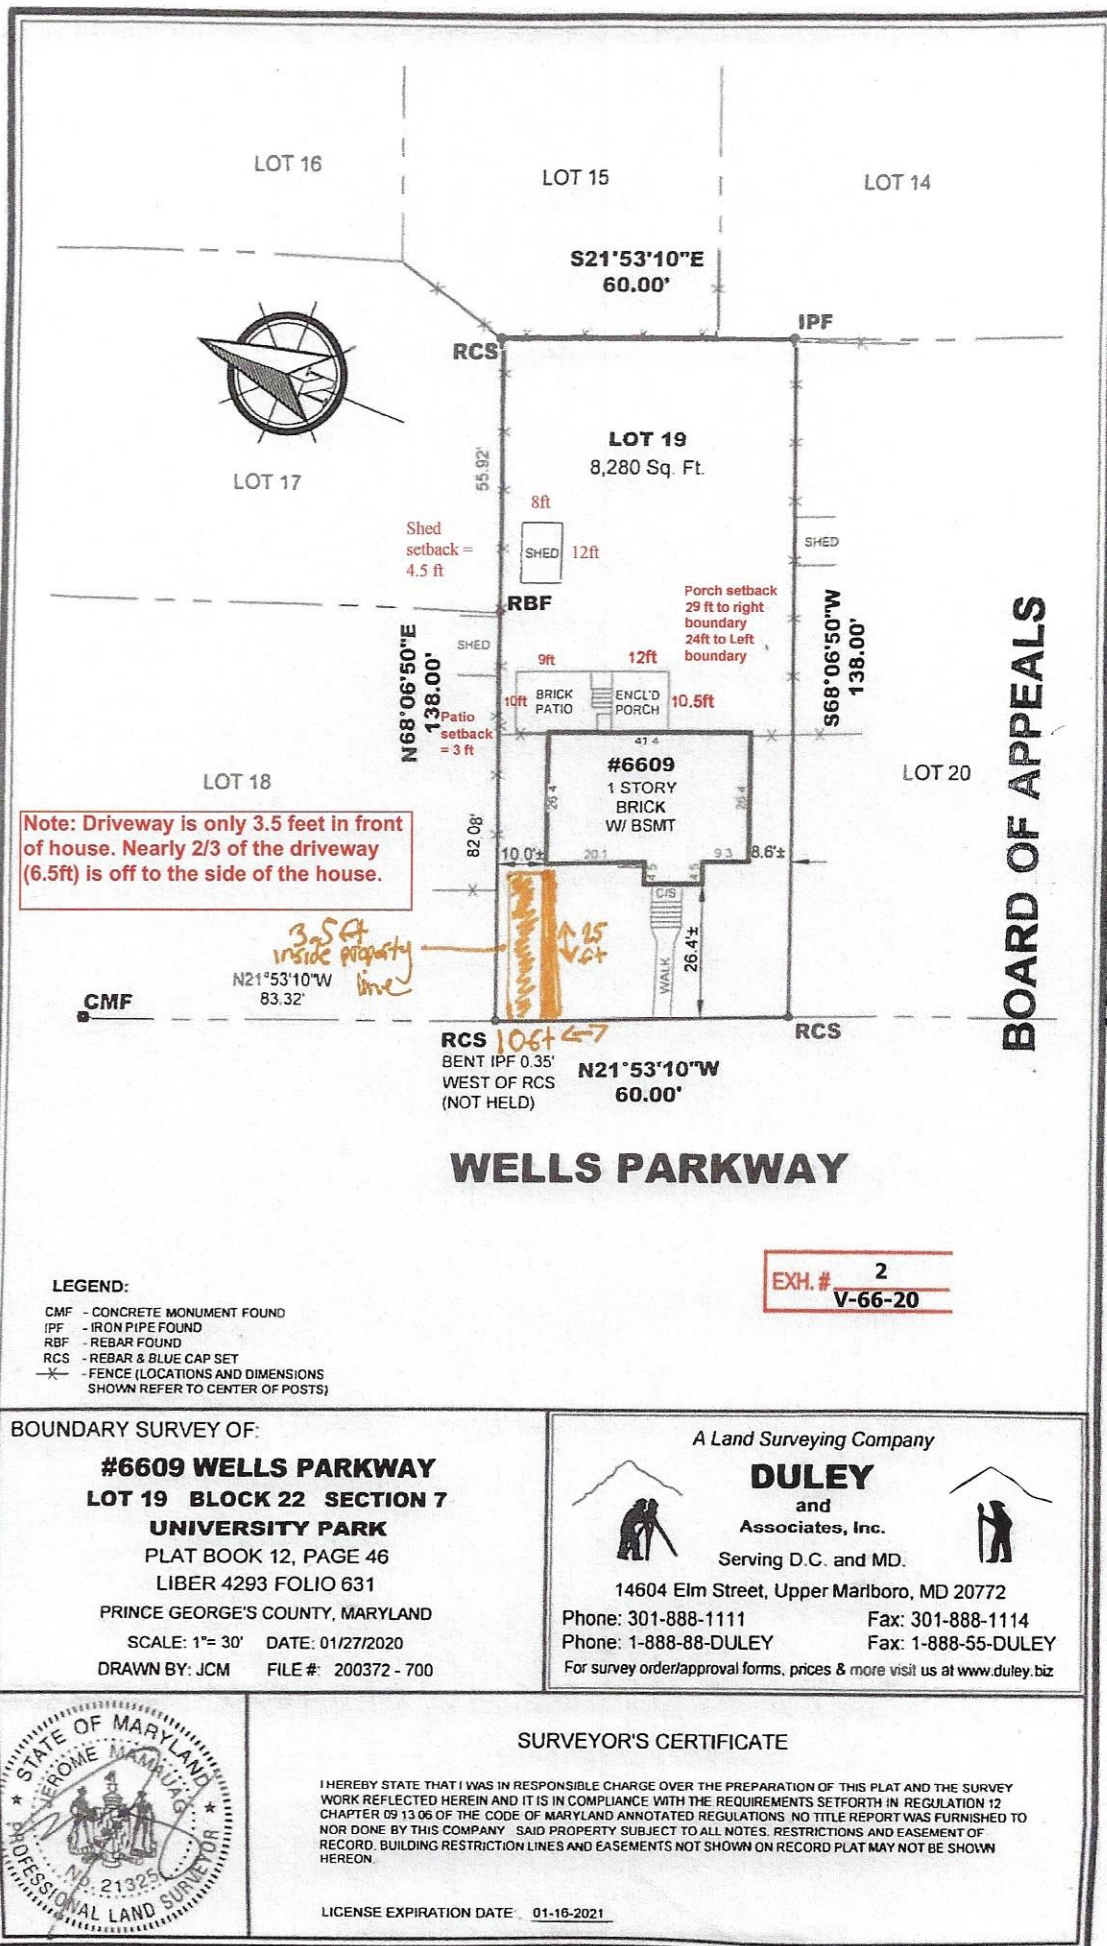 LOT 16
LOT 15
LOT 14
S21°53'10"E
60.00'
RCS
IPF
LOT 17
55.92'
LOT 19
8,280 Sq. Ft.
8ft
Shed
setback =
4.5 ft
SHED
12ft
SHED
RBF
Porch setback
29 ft to right
boundary
24ft to Left
boundary
N68°06'50"E
138.00'
S68°06'50"W
138.00'
SHED
9ft
12ft
10ft
BRICK
PATIO
ENCL'D
PORCH
10.5ft
Patio
setback
= 3 ft
41.4
#6609
1 STORY
BRICK
W/ BSMT
26.4
26.4
LOT 18
LOT 20
BOARD OF APPEALS
Note: Driveway is only 3.5 feet in front
of house. Nearly 2/3 of the driveway
(6.5ft) is off to the side of the house.
82.08'
10.0'±
20.1
4.5
4.5
9.3
8.6'±
C/S
WALK
26.4'±
3.5 ft
inside property
line
25
ft
N21°53'10"W
83.32'
CMF
RCS
10ft
RCS
BENT IPF 0.35'
WEST OF RCS
(NOT HELD)
N21°53'10"W
60.00'
WELLS PARKWAY
EXH. # 2
V-66-20
LEGEND:
CMF - CONCRETE MONUMENT FOUND
IPF - IRON PIPE FOUND
RBF - REBAR FOUND
RCS - REBAR & BLUE CAP SET
-X- - FENCE (LOCATIONS AND DIMENSIONS
SHOWN REFER TO CENTER OF POSTS)
BOUNDARY SURVEY OF:
#6609 WELLS PARKWAY
LOT 19 BLOCK 22 SECTION 7
UNIVERSITY PARK
PLAT BOOK 12, PAGE 46
LIBER 4293 FOLIO 631
PRINCE GEORGE'S COUNTY, MARYLAND
SCALE: 1"= 30' DATE: 01/27/2020
DRAWN BY: JCM FILE #: 200372 - 700
A Land Surveying Company
DULEY
and
Associates, Inc.
Serving D.C. and MD.
14604 Elm Street, Upper Marlboro, MD 20772
Phone: 301-888-1111 Fax: 301-888-1114
Phone: 1-888-88-DULEY Fax: 1-888-55-DULEY
For survey order/approval forms, prices & more visit us at www.duley.biz
STATE OF MARYLAND
JEROME MAMAUAG
No. 21325
PROFESSIONAL LAND SURVEYOR
SURVEYOR'S CERTIFICATE
I HEREBY STATE THAT I WAS IN RESPONSIBLE CHARGE OVER THE PREPARATION OF THIS PLAT AND THE SURVEY
WORK REFLECTED HEREIN AND IT IS IN COMPLIANCE WITH THE REQUIREMENTS SETFORTH IN REGULATION 12
CHAPTER 09 13 06 OF THE CODE OF MARYLAND ANNOTATED REGULATIONS. NO TITLE REPORT WAS FURNISHED TO
NOR DONE BY THIS COMPANY. SAID PROPERTY SUBJECT TO ALL NOTES, RESTRICTIONS AND EASEMENT OF
RECORD. BUILDING RESTRICTION LINES AND EASEMENTS NOT SHOWN ON RECORD PLAT MAY NOT BE SHOWN
HEREON.
LICENSE EXPIRATION DATE 01-16-2021